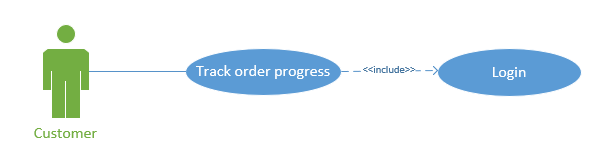 Track order progress
<<include>>
Login
Customer